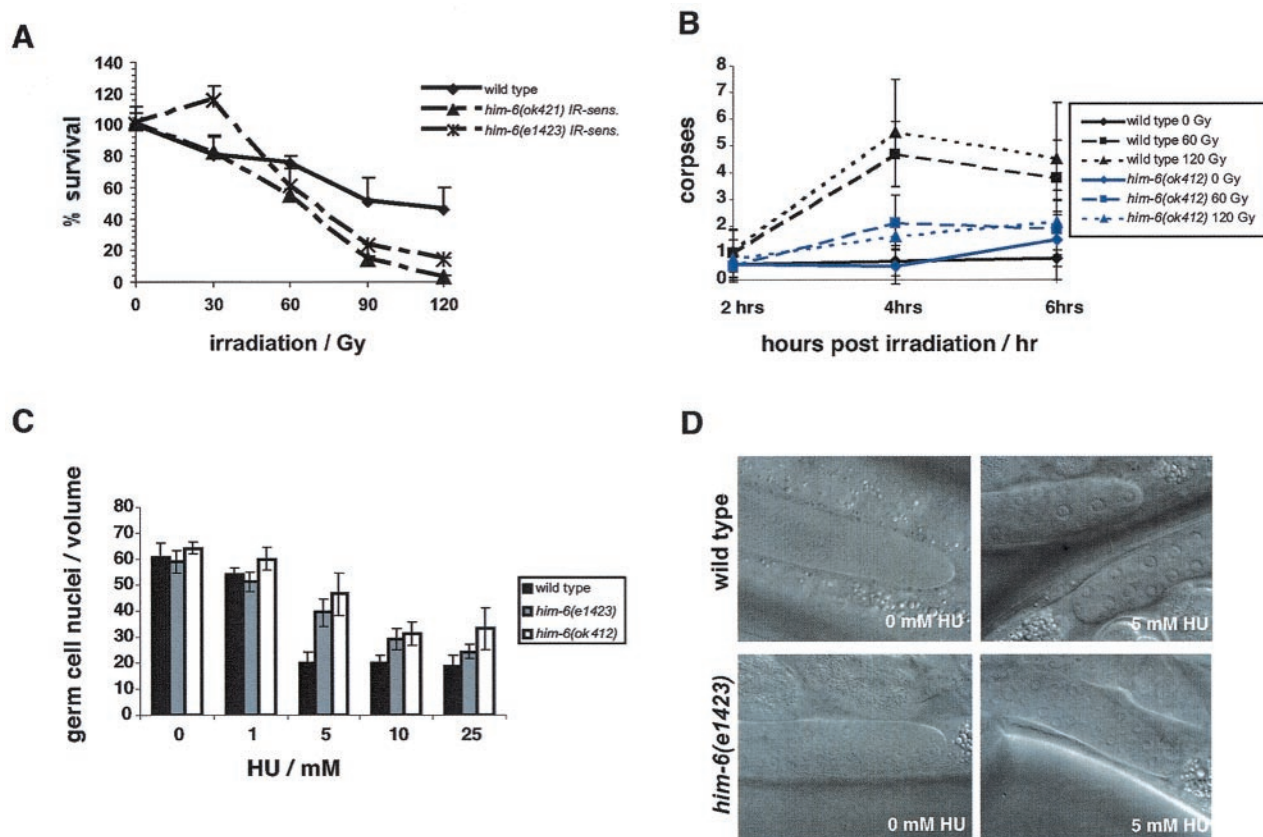 A
% survival
140
120
100
80
60
40
20
0
0 30 60 90 120
irradiation / Gy
wild type
him-6(ok421) IR-sens.
him-6(e1423) IR-sens.
B
corpses
8
7
6
5
4
3
2
1
0
2 hrs 4hrs 6hrs
hours post irradiation / hr
wild type 0 Gy
wild type 60 Gy
wild type 120 Gy
him-6(ok412) 0 Gy
him-6(ok412) 60 Gy
him-6(ok412) 120 Gy
C
germ cell nuclei / volume
80
70
60
50
40
30
20
10
0
0 1 5 10 25
HU / mM
wild type
him-6(e1423)
him-6(ok412)
D
wild type
0 mM HU
5 mM HU
him-6(e1423)
0 mM HU
5 mM HU